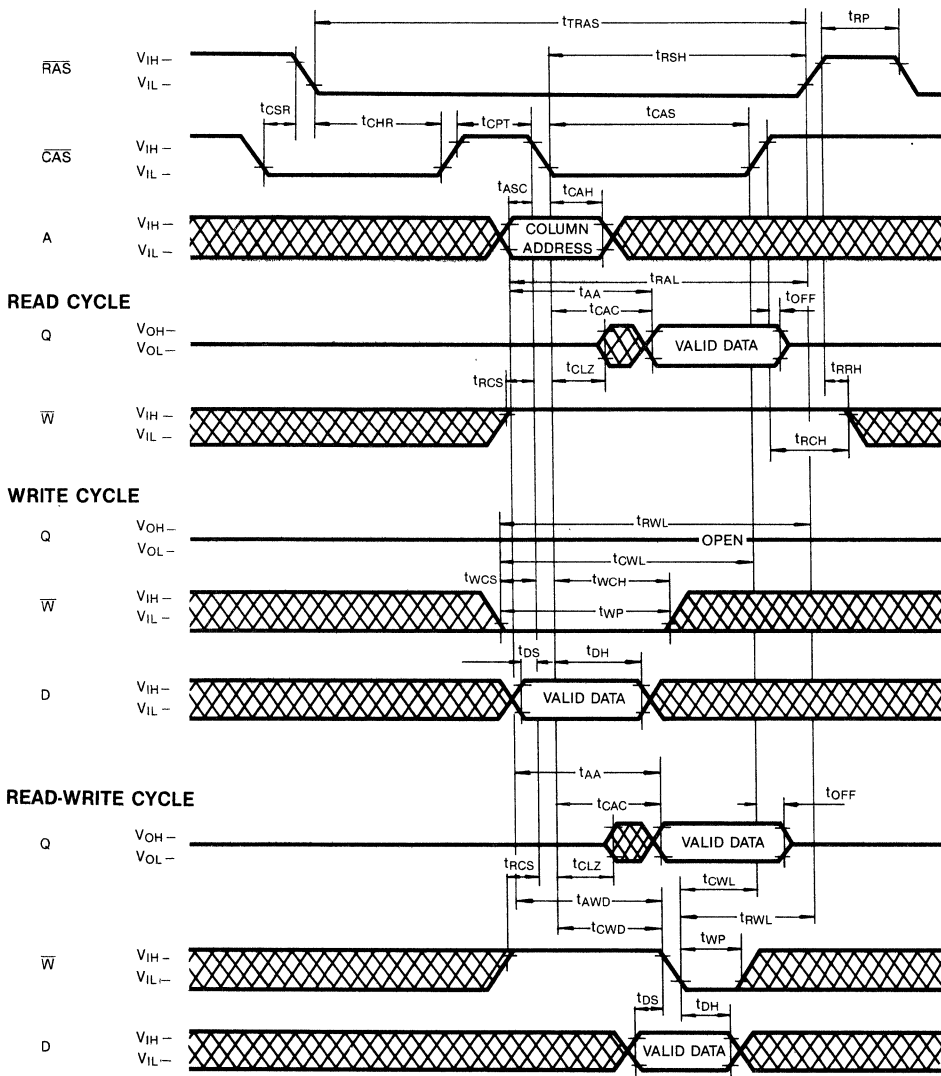 tTRAS
tRP
tRSH
RAS
VIH
VIL
tCSR
tCHR
tCPT
tCAS
CAS
VIH
VIL
tASC
tCAH
A
VIH
VIL
COLUMN
ADDRESS
tRAL
READ CYCLE
tAA
tOFF
tCAC
Q
VOH
VOL
VALID DATA
tRCS
tCLZ
tRRH
W
VIH
VIL
tRCH
WRITE CYCLE
tRWL
Q
VOH
VOL
OPEN
tCWL
tWCS
tWCH
W
VIH
VIL
tWP
tDS
tDH
D
VIH
VIL
VALID DATA
tAA
READ-WRITE CYCLE
tCAC
tOFF
Q
VOH
VOL
VALID DATA
tRCS
tCLZ
tCWL
tAWD
tRWL
tCWD
tWP
W
VIH
VIL
tDS
tDH
D
VIH
VIL
VALID DATA